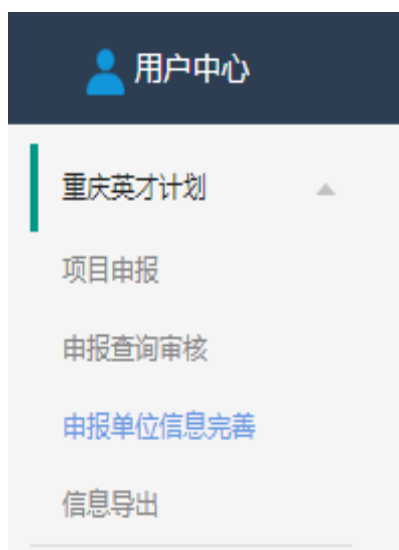 用户中心
重庆英才计划
项目申报
申报查询审核
申报单位信息完善
信息导出